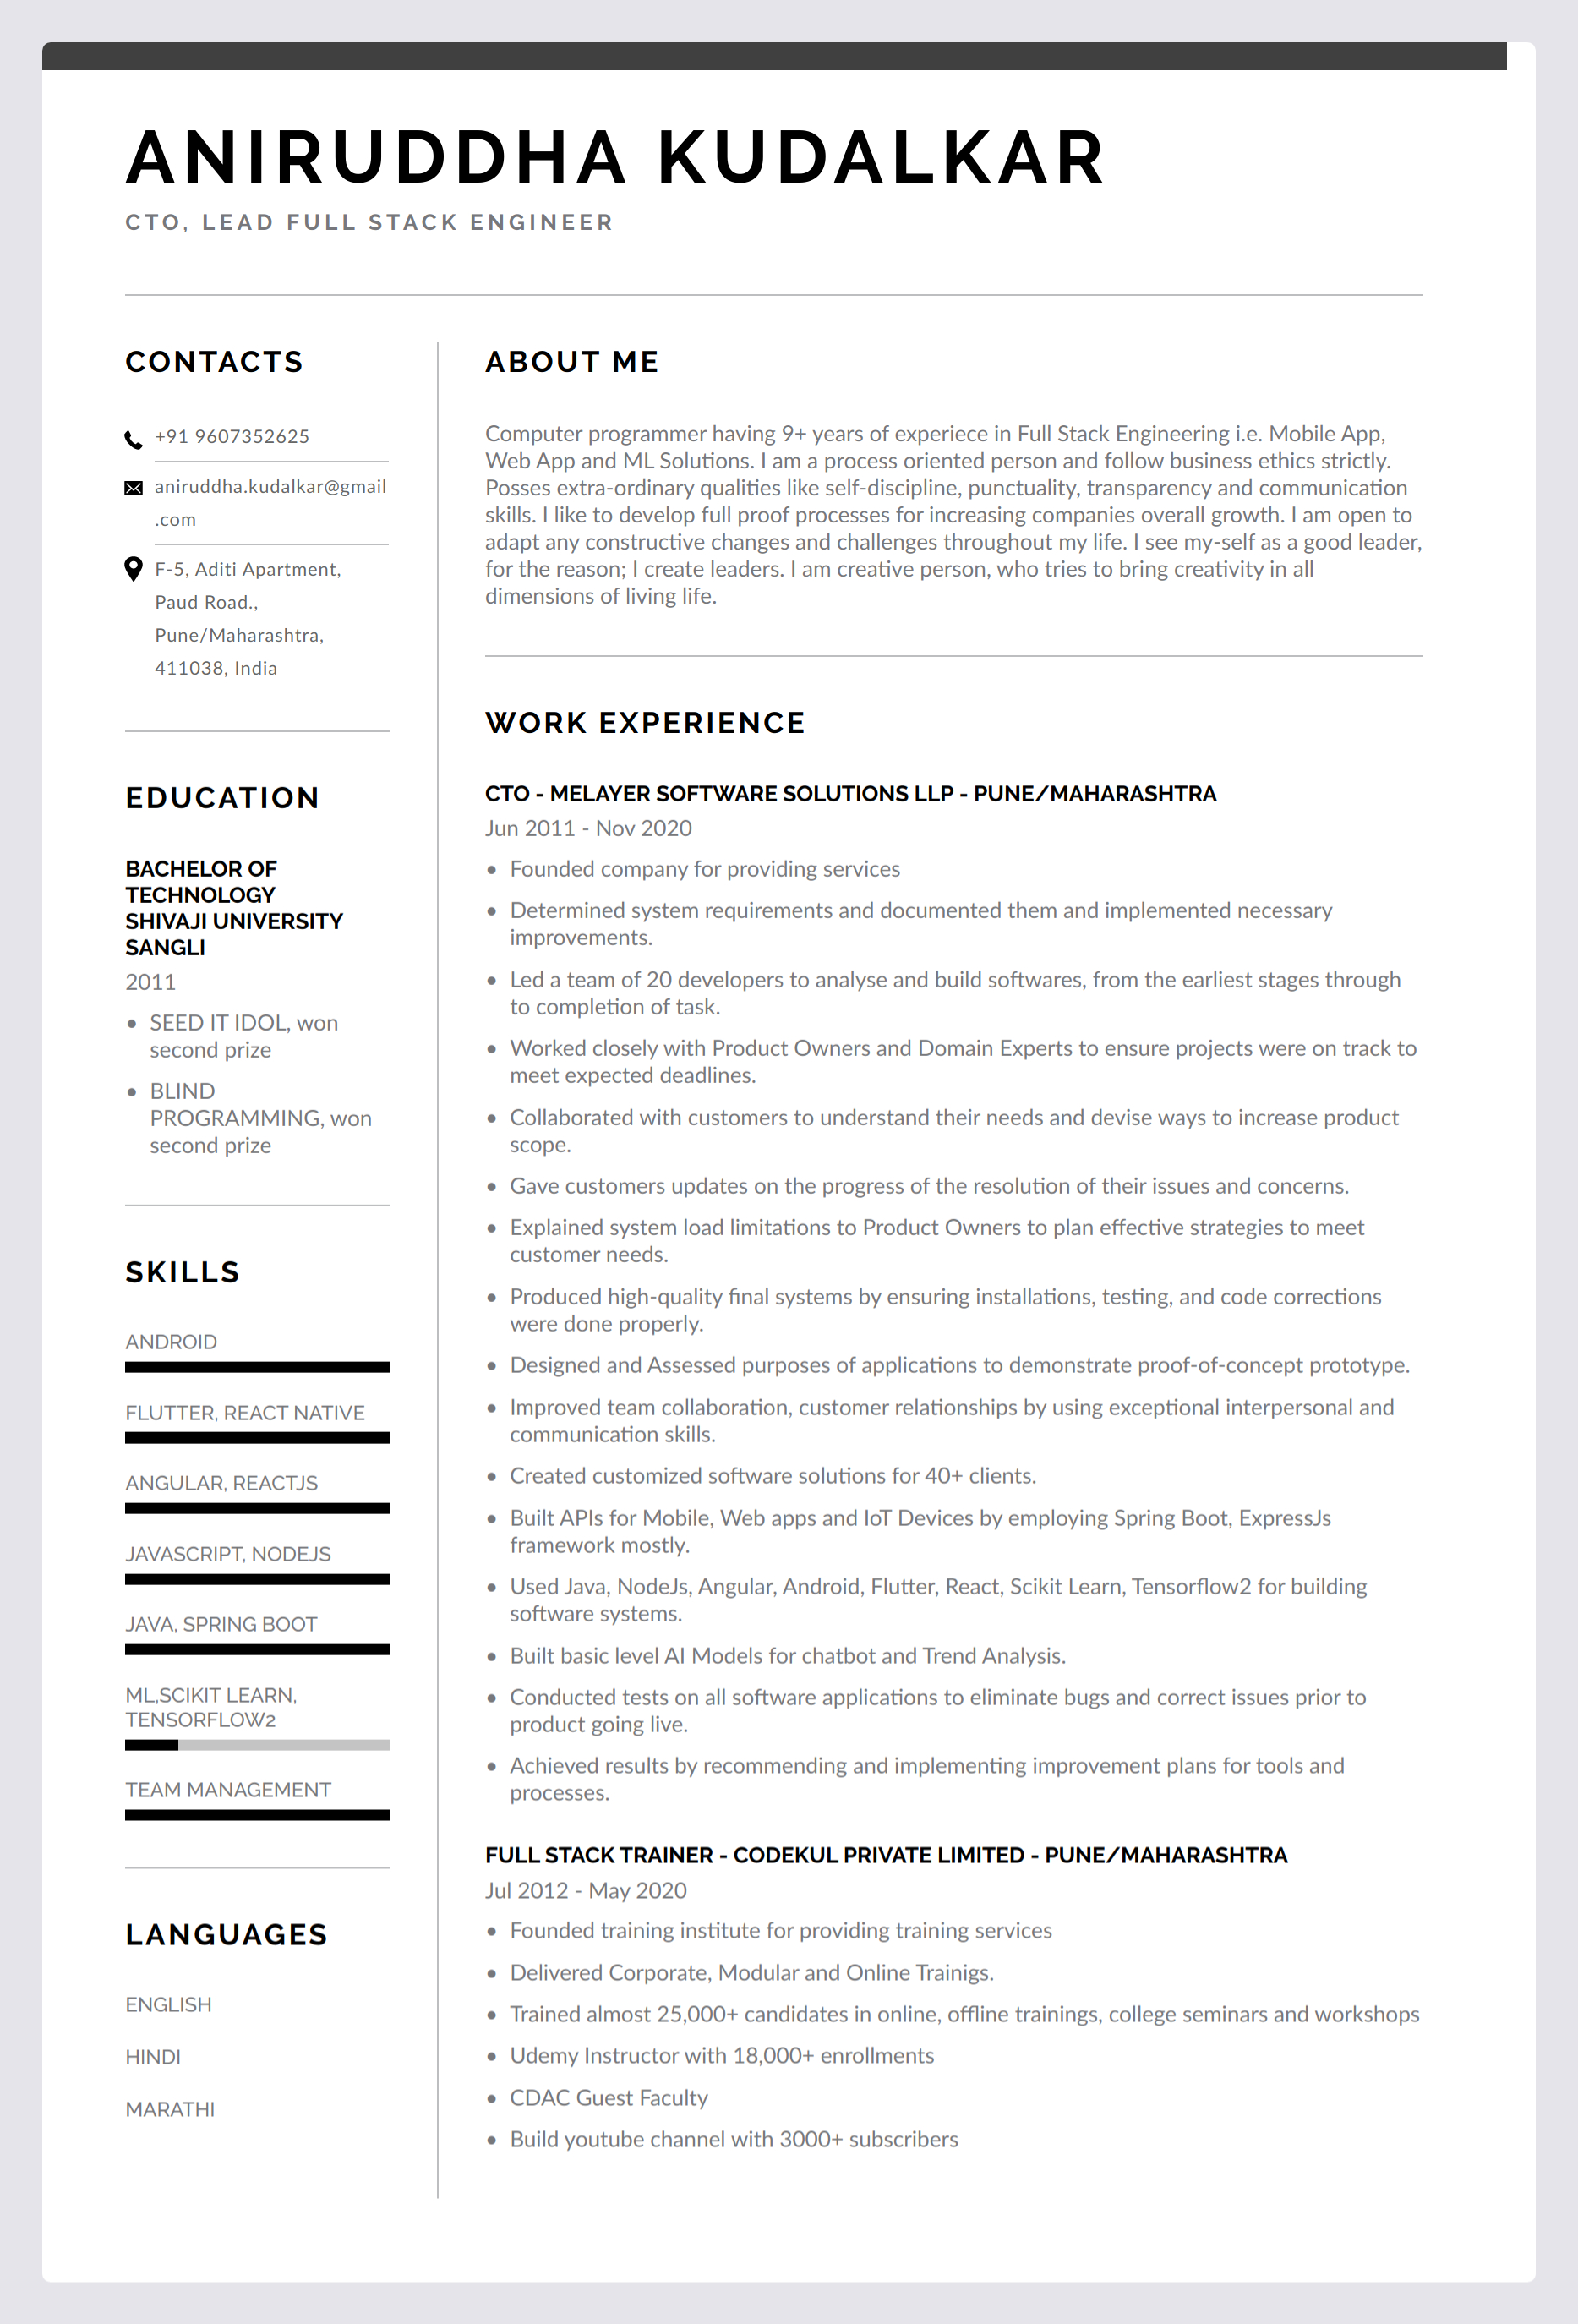 ANIRUDDHA KUDALKAR
CTO, LEAD FULL STACK ENGINEER
CONTACTS
+91 9607352625
aniruddha.kudalkar@gmail
.com
F-5, Aditi Apartment,
Paud Road.,
Pune/Maharashtra,
411038, India
EDUCATION
BACHELOR OF
TECHNOLOGY
SHIVAJI UNIVERSITY
SANGLI
2011
• SEED IT IDOL, won
second prize
• BLIND
PROGRAMMING, won
second prize
SKILLS
ANDROID
FLUTTER, REACT NATIVE
ANGULAR, REACTJS
JAVASCRIPT, NODEJS
JAVA, SPRING BOOT
ML,SCIKIT LEARN,
TENSORFLOW2
TEAM MANAGEMENT
LANGUAGES
ENGLISH
HINDI
MARATHI
ABOUT ME
Computer programmer having 9+ years of experiece in Full Stack Engineering i.e. Mobile App,
Web App and ML Solutions. I am a process oriented person and follow business ethics strictly.
Posses extra-ordinary qualities like self-discipline, punctuality, transparency and communication
skills. I like to develop full proof processes for increasing companies overall growth. I am open to
adapt any constructive changes and challenges throughout my life. I see my-self as a good leader,
for the reason; I create leaders. I am creative person, who tries to bring creativity in all
dimensions of living life.
WORK EXPERIENCE
CTO - MELAYER SOFTWARE SOLUTIONS LLP - PUNE/MAHARASHTRA
Jun 2011 - Nov 2020
• Founded company for providing services
• Determined system requirements and documented them and implemented necessary
improvements.
• Led a team of 20 developers to analyse and build softwares, from the earliest stages through
to completion of task.
• Worked closely with Product Owners and Domain Experts to ensure projects were on track to
meet expected deadlines.
• Collaborated with customers to understand their needs and devise ways to increase product
scope.
• Gave customers updates on the progress of the resolution of their issues and concerns.
• Explained system load limitations to Product Owners to plan effective strategies to meet
customer needs.
• Produced high-quality final systems by ensuring installations, testing, and code corrections
were done properly.
• Designed and Assessed purposes of applications to demonstrate proof-of-concept prototype.
• Improved team collaboration, customer relationships by using exceptional interpersonal and
communication skills.
• Created customized software solutions for 40+ clients.
• Built APIs for Mobile, Web apps and IoT Devices by employing Spring Boot, ExpressJs
framework mostly.
• Used Java, NodeJs, Angular, Android, Flutter, React, Scikit Learn, Tensorflow2 for building
software systems.
• Built basic level AI Models for chatbot and Trend Analysis.
• Conducted tests on all software applications to eliminate bugs and correct issues prior to
product going live.
• Achieved results by recommending and implementing improvement plans for tools and
processes.
FULL STACK TRAINER - CODEKUL PRIVATE LIMITED - PUNE/MAHARASHTRA
Jul 2012 - May 2020
• Founded training institute for providing training services
• Delivered Corporate, Modular and Online Trainigs.
• Trained almost 25,000+ candidates in online, offline trainings, college seminars and workshops
• Udemy Instructor with 18,000+ enrollments
• CDAC Guest Faculty
• Build youtube channel with 3000+ subscribers